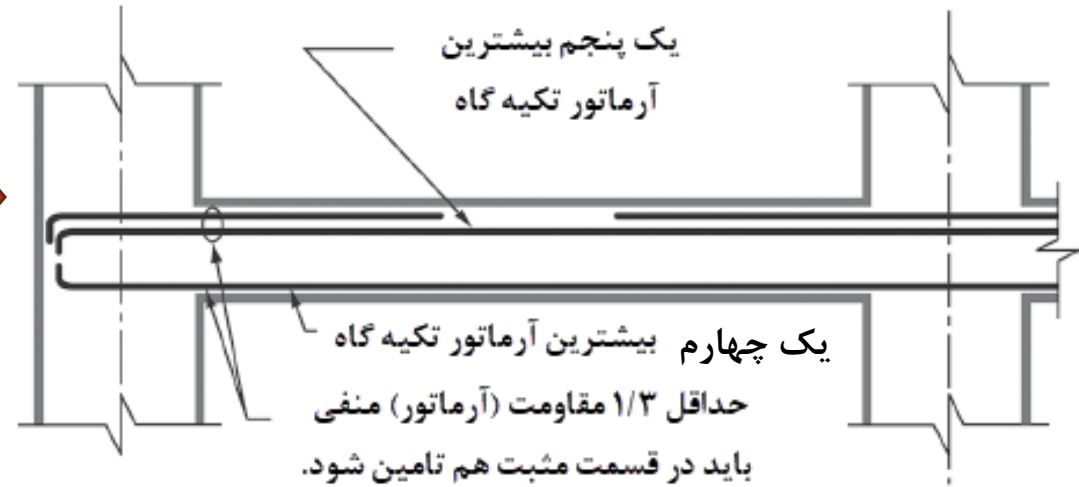 یک پنجم بیشترین
آرماتور تکیه گاه
یک چهارم بیشترین آرماتور تکیه گاه
حداقل ۱/۳ مقاومت (آرماتور) منفی
باید در قسمت مثبت هم تامین شود.